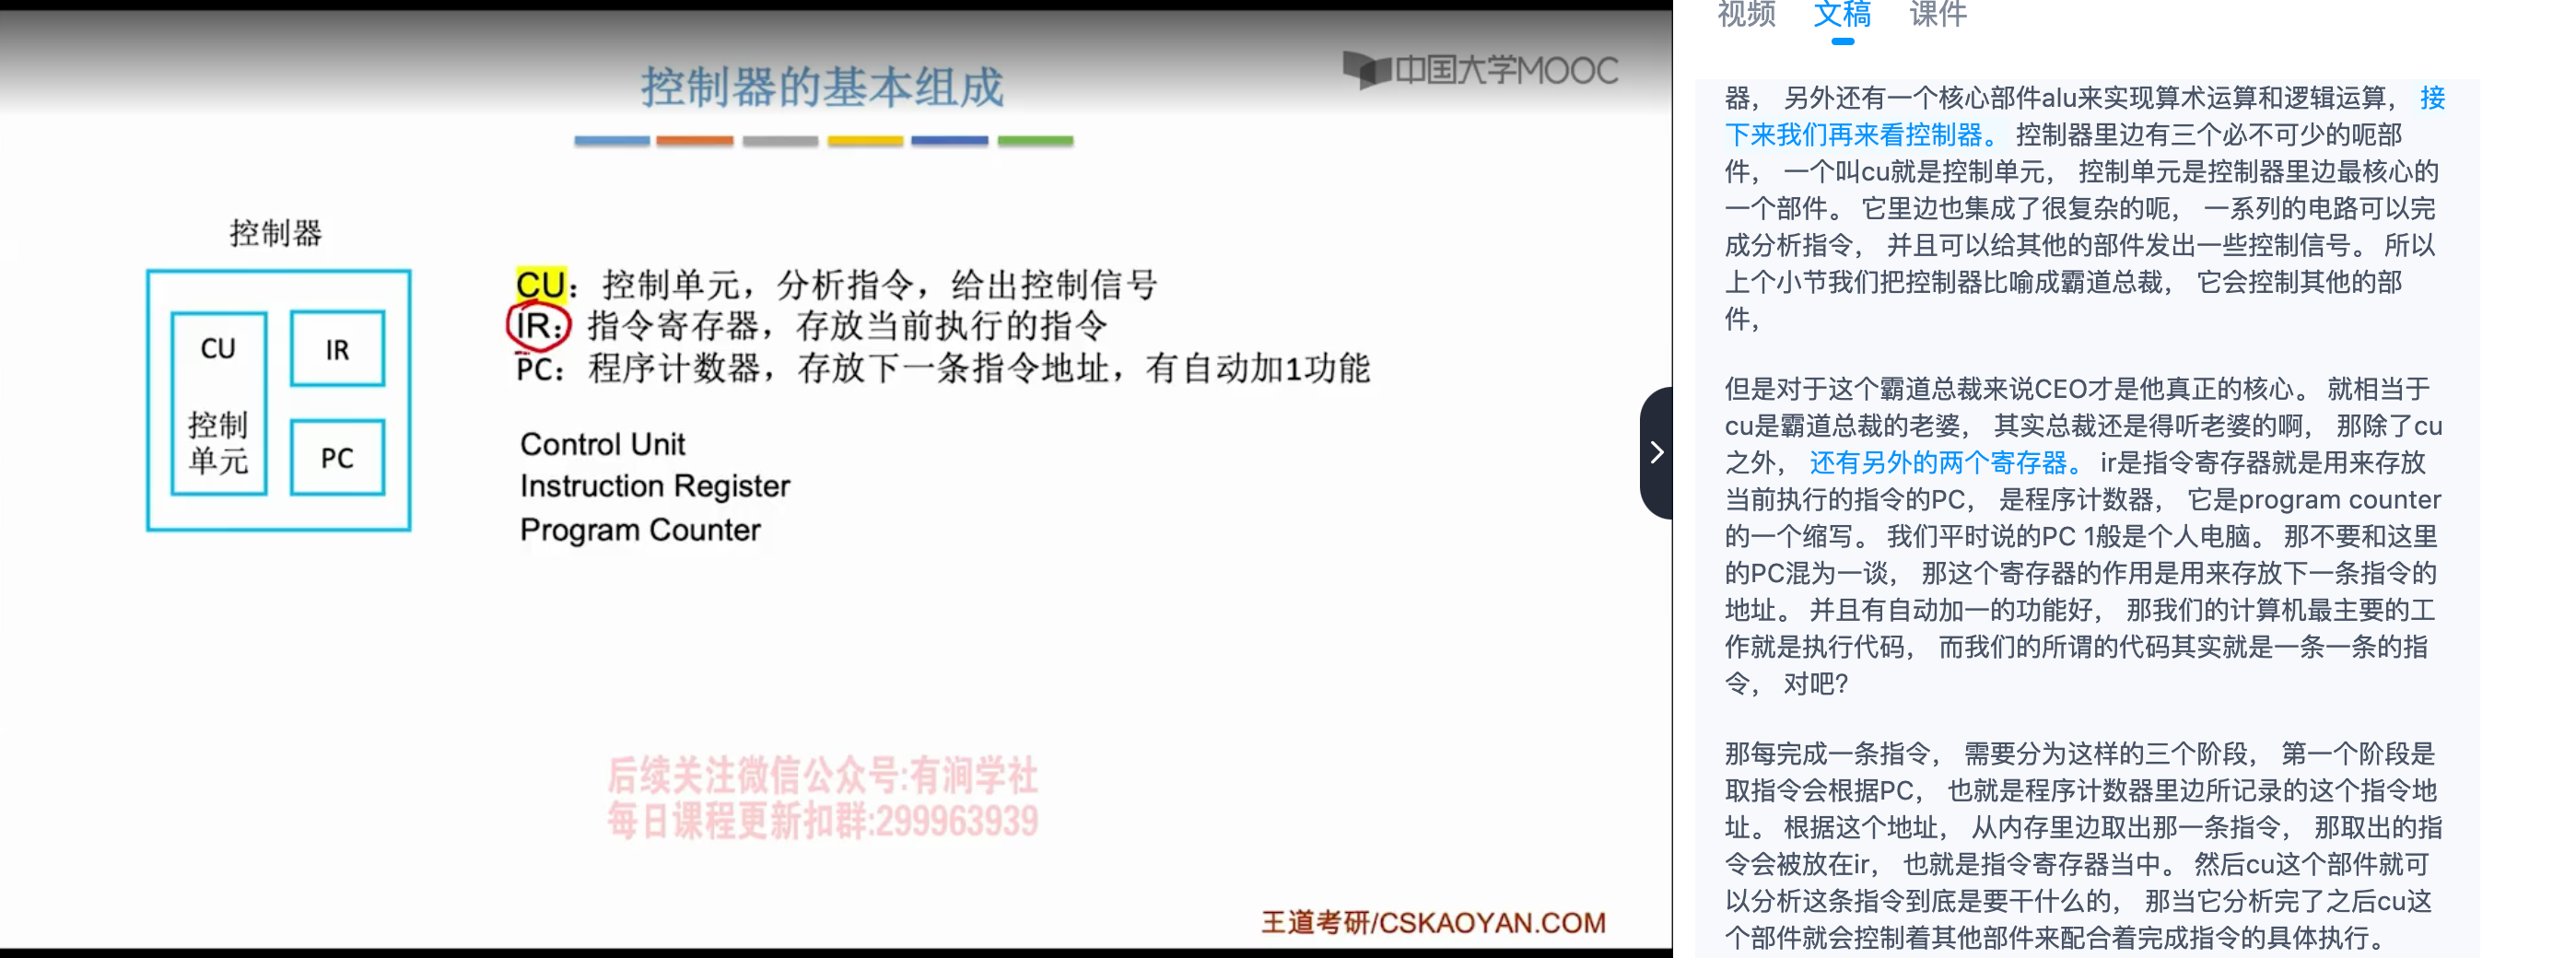 控制器的基本组成
中国大学MOOC
控制器
CU
控制
单元
IR
PC
CU：控制单元，分析指令，给出控制信号
IR：指令寄存器，存放当前执行的指令
PC：程序计数器，存放下一条指令地址，有自动加1功能
Control Unit
Instruction Register
Program Counter
后续关注微信公众号:有涧学社
每日课程更新扣群:299963939
王道考研/CSKAOYAN.COM
视频 文稿 课件
器， 另外还有一个核心部件alu来实现算术运算和逻辑运算， 接
下来我们再来看控制器。 控制器里边有三个必不可少的呃部
件， 一个叫cu就是控制单元， 控制单元是控制器里边最核心的
一个部件。 它里边也集成了很复杂的呃， 一系列的电路可以完
成分析指令， 并且可以给其他的部件发出一些控制信号。 所以
上个小节我们把控制器比喻成霸道总裁， 它会控制其他的部
件，
但是对于这个霸道总裁来说CEO才是他真正的核心。 就相当于
cu是霸道总裁的老婆， 其实总裁还是得听老婆的啊， 那除了cu
之外， 还有另外的两个寄存器。 ir是指令寄存器就是用来存放
当前执行的指令的PC， 是程序计数器， 它是program counter
的一个缩写。 我们平时说的PC 1般是个人电脑。 那不要和这里
的PC混为一谈， 那这个寄存器的作用是用来存放下一条指令的
地址。 并且有自动加一的功能好， 那我们的计算机最主要的工
作就是执行代码， 而我们的所谓的代码其实就是一条一条的指
令， 对吧?
那每完成一条指令， 需要分为这样的三个阶段， 第一个阶段是
取指令会根据PC， 也就是程序计数器里边所记录的这个指令地
址。 根据这个地址， 从内存里边取出那一条指令， 那取出的指
令会被放在ir， 也就是指令寄存器当中。 然后cu这个部件就可
以分析这条指令到底是要干什么的， 那当它分析完了之后cu这
个部件就会控制着其他部件来配合着完成指令的具体执行。